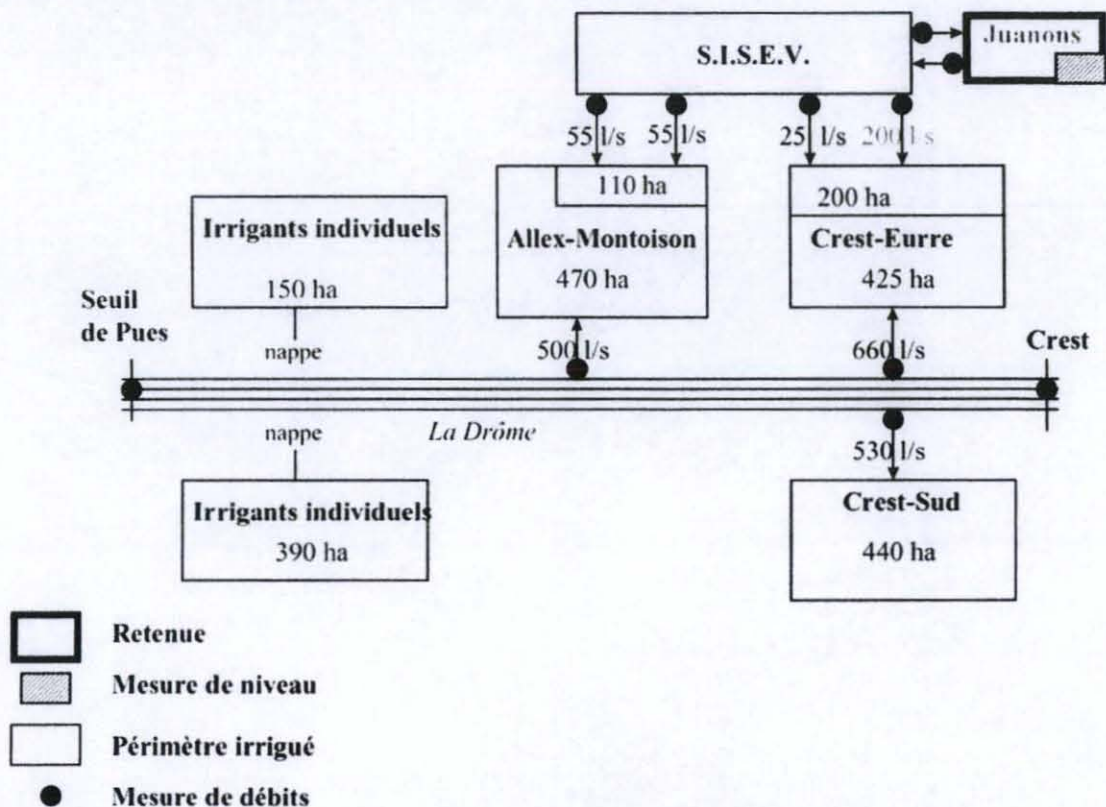 S.I.S.E.V.
Juanons
55 l/s
55 l/s
25 l/s
200 l/s
110 ha
Allex-Montoison
470 ha
200 ha
Crest-Eurre
425 ha
Irrigants individuels
150 ha
Seuil
de Pues
nappe
500 l/s
660 l/s
Crest
nappe
La Drôme
530 l/s
Irrigants individuels
390 ha
Crest-Sud
440 ha
Retenue
Mesure de niveau
Périmètre irrigué
Mesure de débits